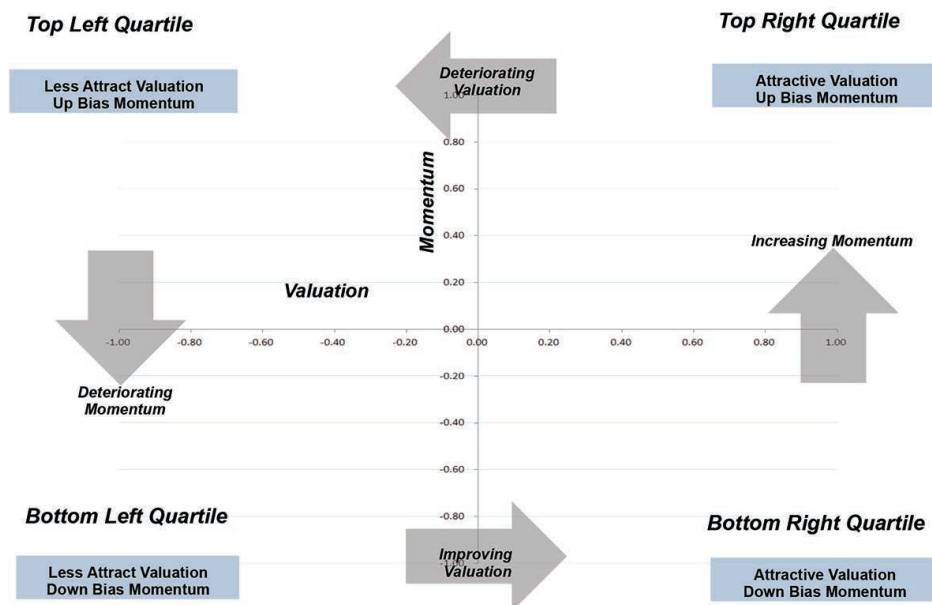 Top Left Quartile
Top Right Quartile
Less Attract Valuation
Up Bias Momentum
Deteriorating
Valuation
Attractive Valuation
Up Bias Momentum
1.00
0.80
0.60
0.40
0.20
0.00
Momentum
Increasing Momentum
Valuation
-1.00
-0.80
-0.60
-0.40
-0.20
0.00
0.20
0.40
0.60
0.80
1.00
Deteriorating
Momentum
-0.20
-0.40
-0.60
-0.80
-1.00
Bottom Left Quartile
Bottom Right Quartile
Less Attract Valuation
Down Bias Momentum
Improving
Valuation
Attractive Valuation
Down Bias Momentum